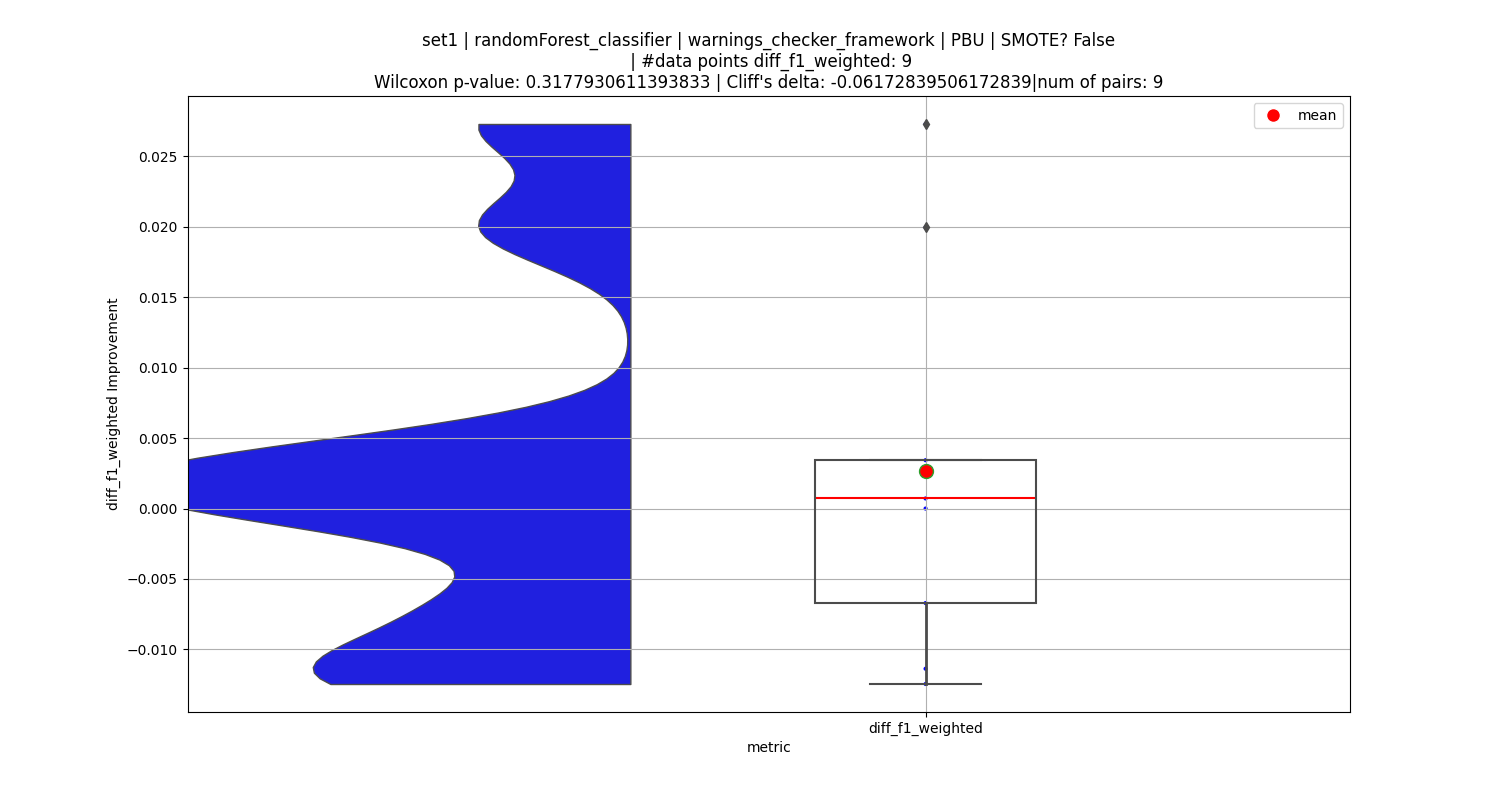 set1 | randomForest_classifier | warnings_checker_framework | PBU | SMOTE? False
| #data points diff_f1_weighted: 9
Wilcoxon p-value: 0.3177930611393833 | Cliff's delta: -0.06172839506172839|num of pairs: 9
mean
0.025
0.020
0.015
0.010
0.005
0.000
−0.005
−0.010
diff_f1_weighted Improvement
diff_f1_weighted
metric